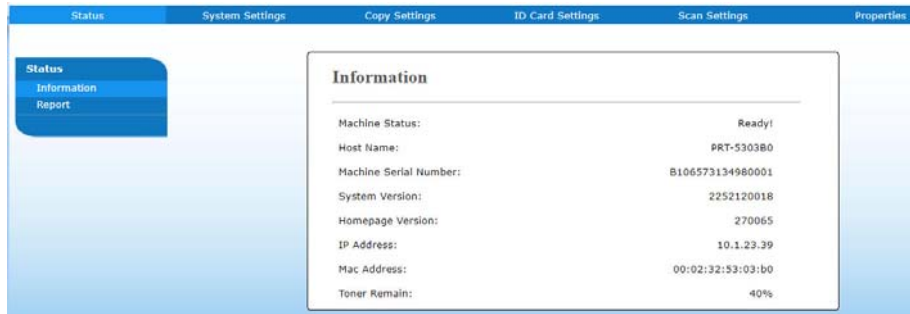 Status System Settings Copy Settings ID Card Settings Scan Settings Properties
Status
Information
Report
Information
Machine Status: Ready!
Host Name: PRT-5303B0
Machine Serial Number: B106573134980001
System Version: 2252120018
Homepage Version: 270065
IP Address: 10.1.23.39
Mac Address: 00:02:32:53:03:b0
Toner Remain: 40%